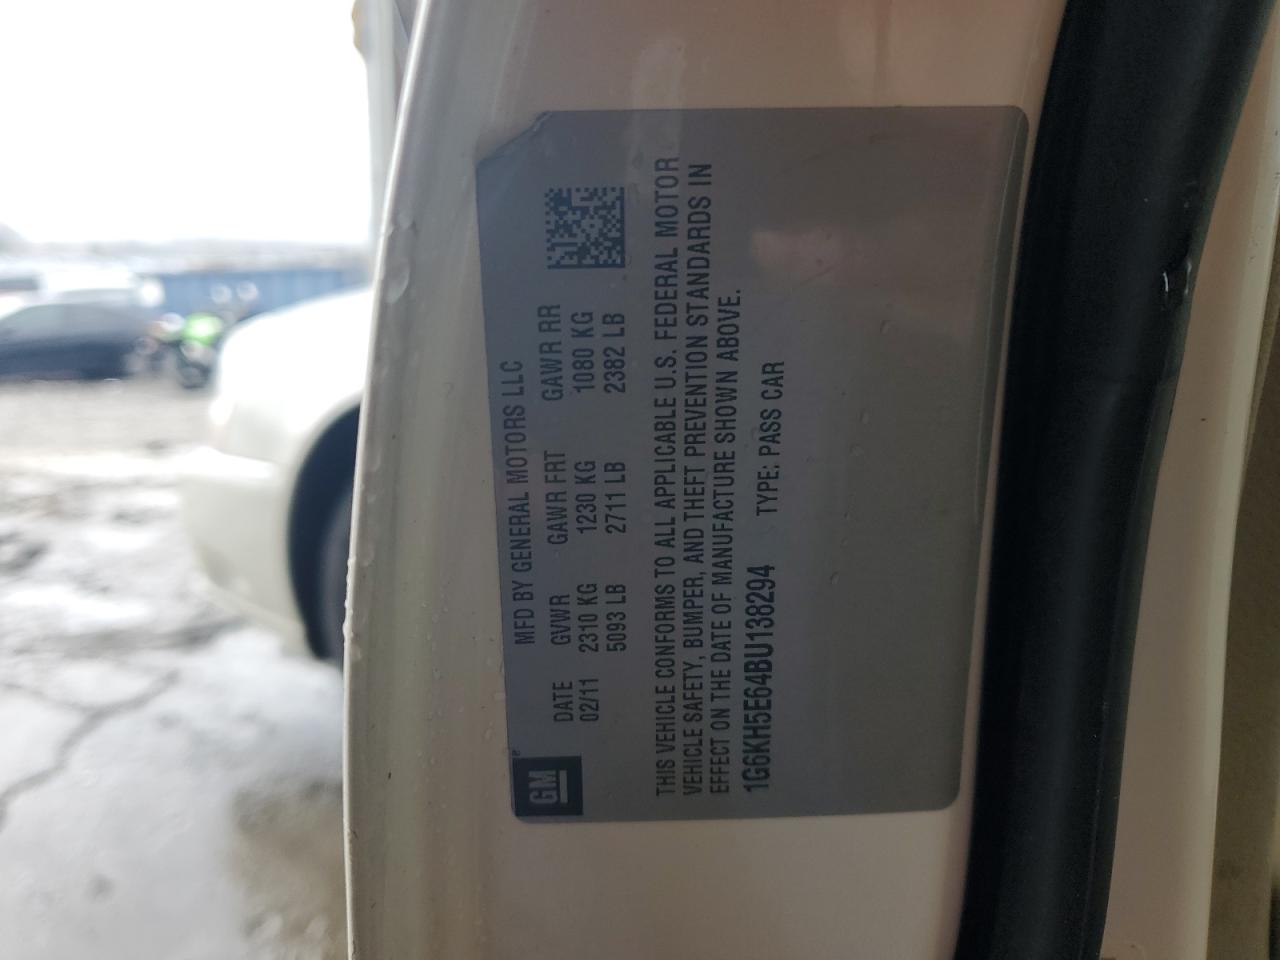 GM®
MFD BY GENERAL MOTORS LLC
DATE GVWR GAWR FRT GAWR RR
02/11 2310 KG 1230 KG 1080 KG
5093 LB 2711 LB 2382 LB
THIS VEHICLE CONFORMS TO ALL APPLICABLE U.S. FEDERAL MOTOR
VEHICLE SAFETY, BUMPER, AND THEFT PREVENTION STANDARDS IN
EFFECT ON THE DATE OF MANUFACTURE SHOWN ABOVE.
1G6KH5E64BU138294 TYPE: PASS CAR